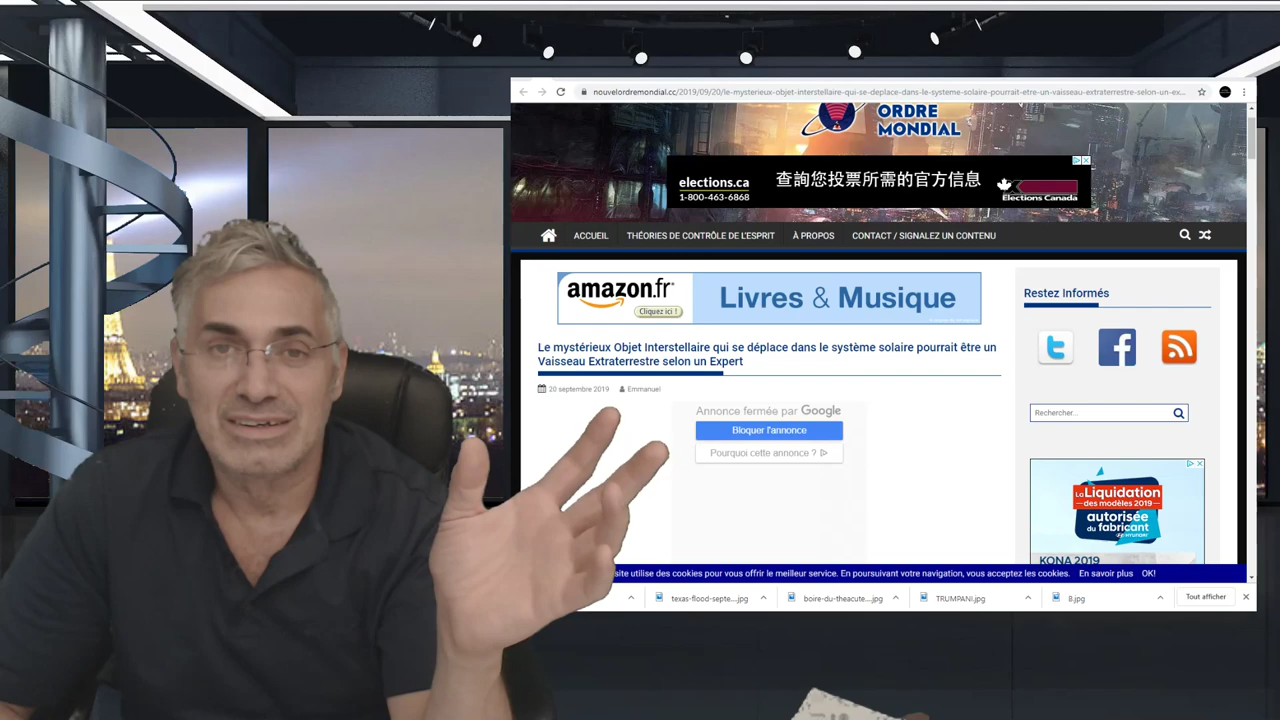 nouvelordremondial.cc/2019/09/20/le-mysterieux-objet-interstellaire-qui-se-deplace-dans-le-systeme-solaire-pourrait-etre-un-vaisseau-extraterrestre-selon-un-ex...
ORDRE
MONDIAL
elections.ca
1-800-463-6868
查詢您投票所需的官方信息
Elections Canada
ACCUEIL
THÉORIES DE CONTRÔLE DE L'ESPRIT
À PROPOS
CONTACT / SIGNALEZ UN CONTENU
amazon.fr
Cliquez ici !
Livres & Musique
Le mystérieux Objet Interstellaire qui se déplace dans le système solaire pourrait être un
Vaisseau Extraterrestre selon un Expert
20 septembre 2019
Emmanuel
Annonce fermée par Google
Bloquer l'annonce
Pourquoi cette annonce ?
Restez Informés
Rechercher...
La Liquidation
des modèles 2019
autorisée
du fabricant
HYUNDAI
KONA 2019
site utilise des cookies pour vous offrir le meilleur service. En poursuivant votre navigation, vous acceptez les cookies. En savoir plus OK!
texas-flood-septe....jpg
boire-du-theacute....jpg
TRUMPANI.jpg
8.jpg
Tout afficher